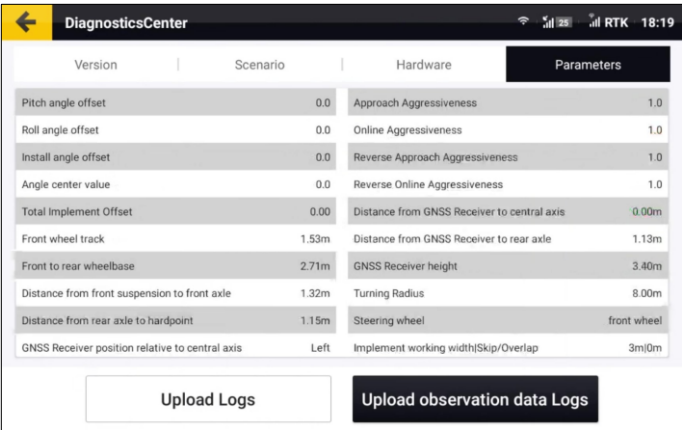 DiagnosticsCenter 25 RTK 18:19
Version Scenario Hardware Parameters
Pitch angle offset 0.0 Approach Aggressiveness 1.0
Roll angle offset 0.0 Online Aggressiveness 1.0
Install angle offset 0.0 Reverse Approach Aggressiveness 1.0
Angle center value 0.0 Reverse Online Aggressiveness 1.0
Total Implement Offset 0.00 Distance from GNSS Receiver to central axis 0.00m
Front wheel track 1.53m Distance from GNSS Receiver to rear axle 1.13m
Front to rear wheelbase 2.71m GNSS Receiver height 3.40m
Distance from front suspension to front axle 1.32m Turning Radius 8.00m
Distance from rear axle to hardpoint 1.15m Steering wheel front wheel
GNSS Receiver position relative to central axis Left Implement working width|Skip/Overlap 3m|0m
Upload Logs Upload observation data Logs